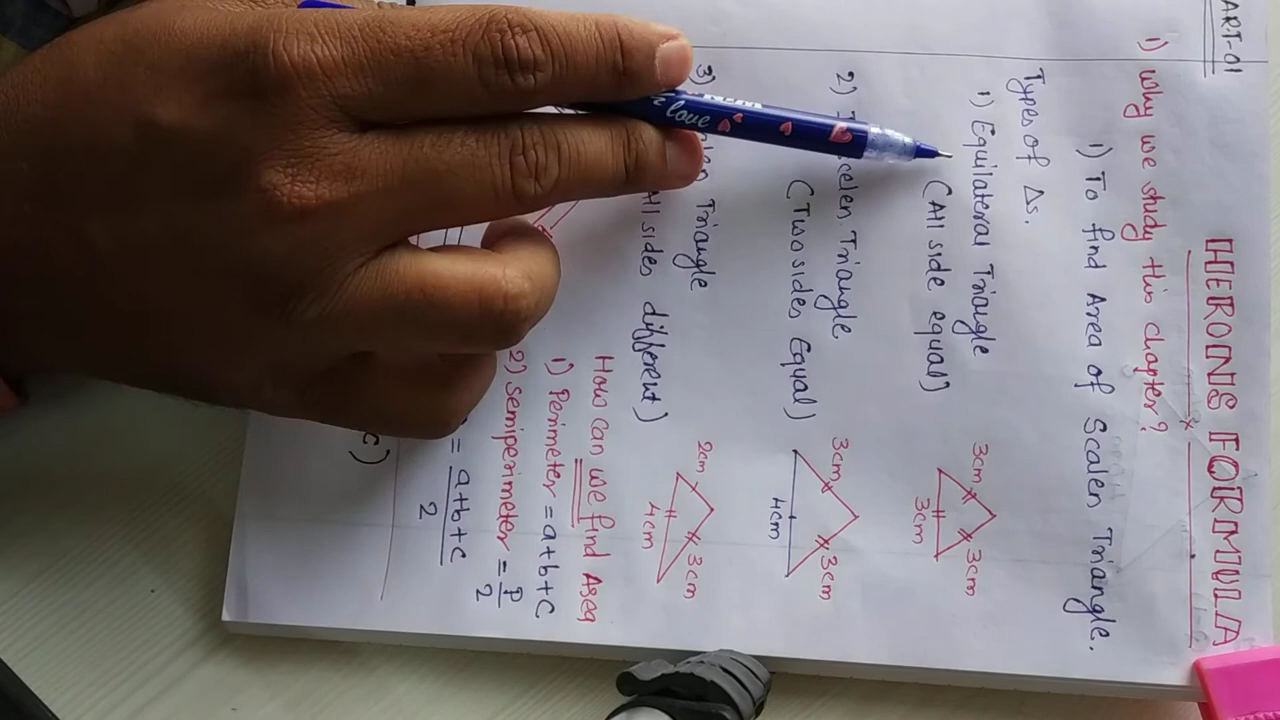 ART-01
HERONS FORMULA
1) Why we study this chapter?
1) To find Area of Scalen Triangle.
Types of Δs.
1) Equilateral Triangle
(All side equal)
3cm
3cm
3cm
2) Triangle
(Two sides Equal)
3cm
3cm
4cm
3) Triangle
All sides different)
2cm
3cm
4cm
How can we find Area
1) Perimeter = a+b+c
2) Semiperimeter = P/2
= a+b+c/2
c)
love